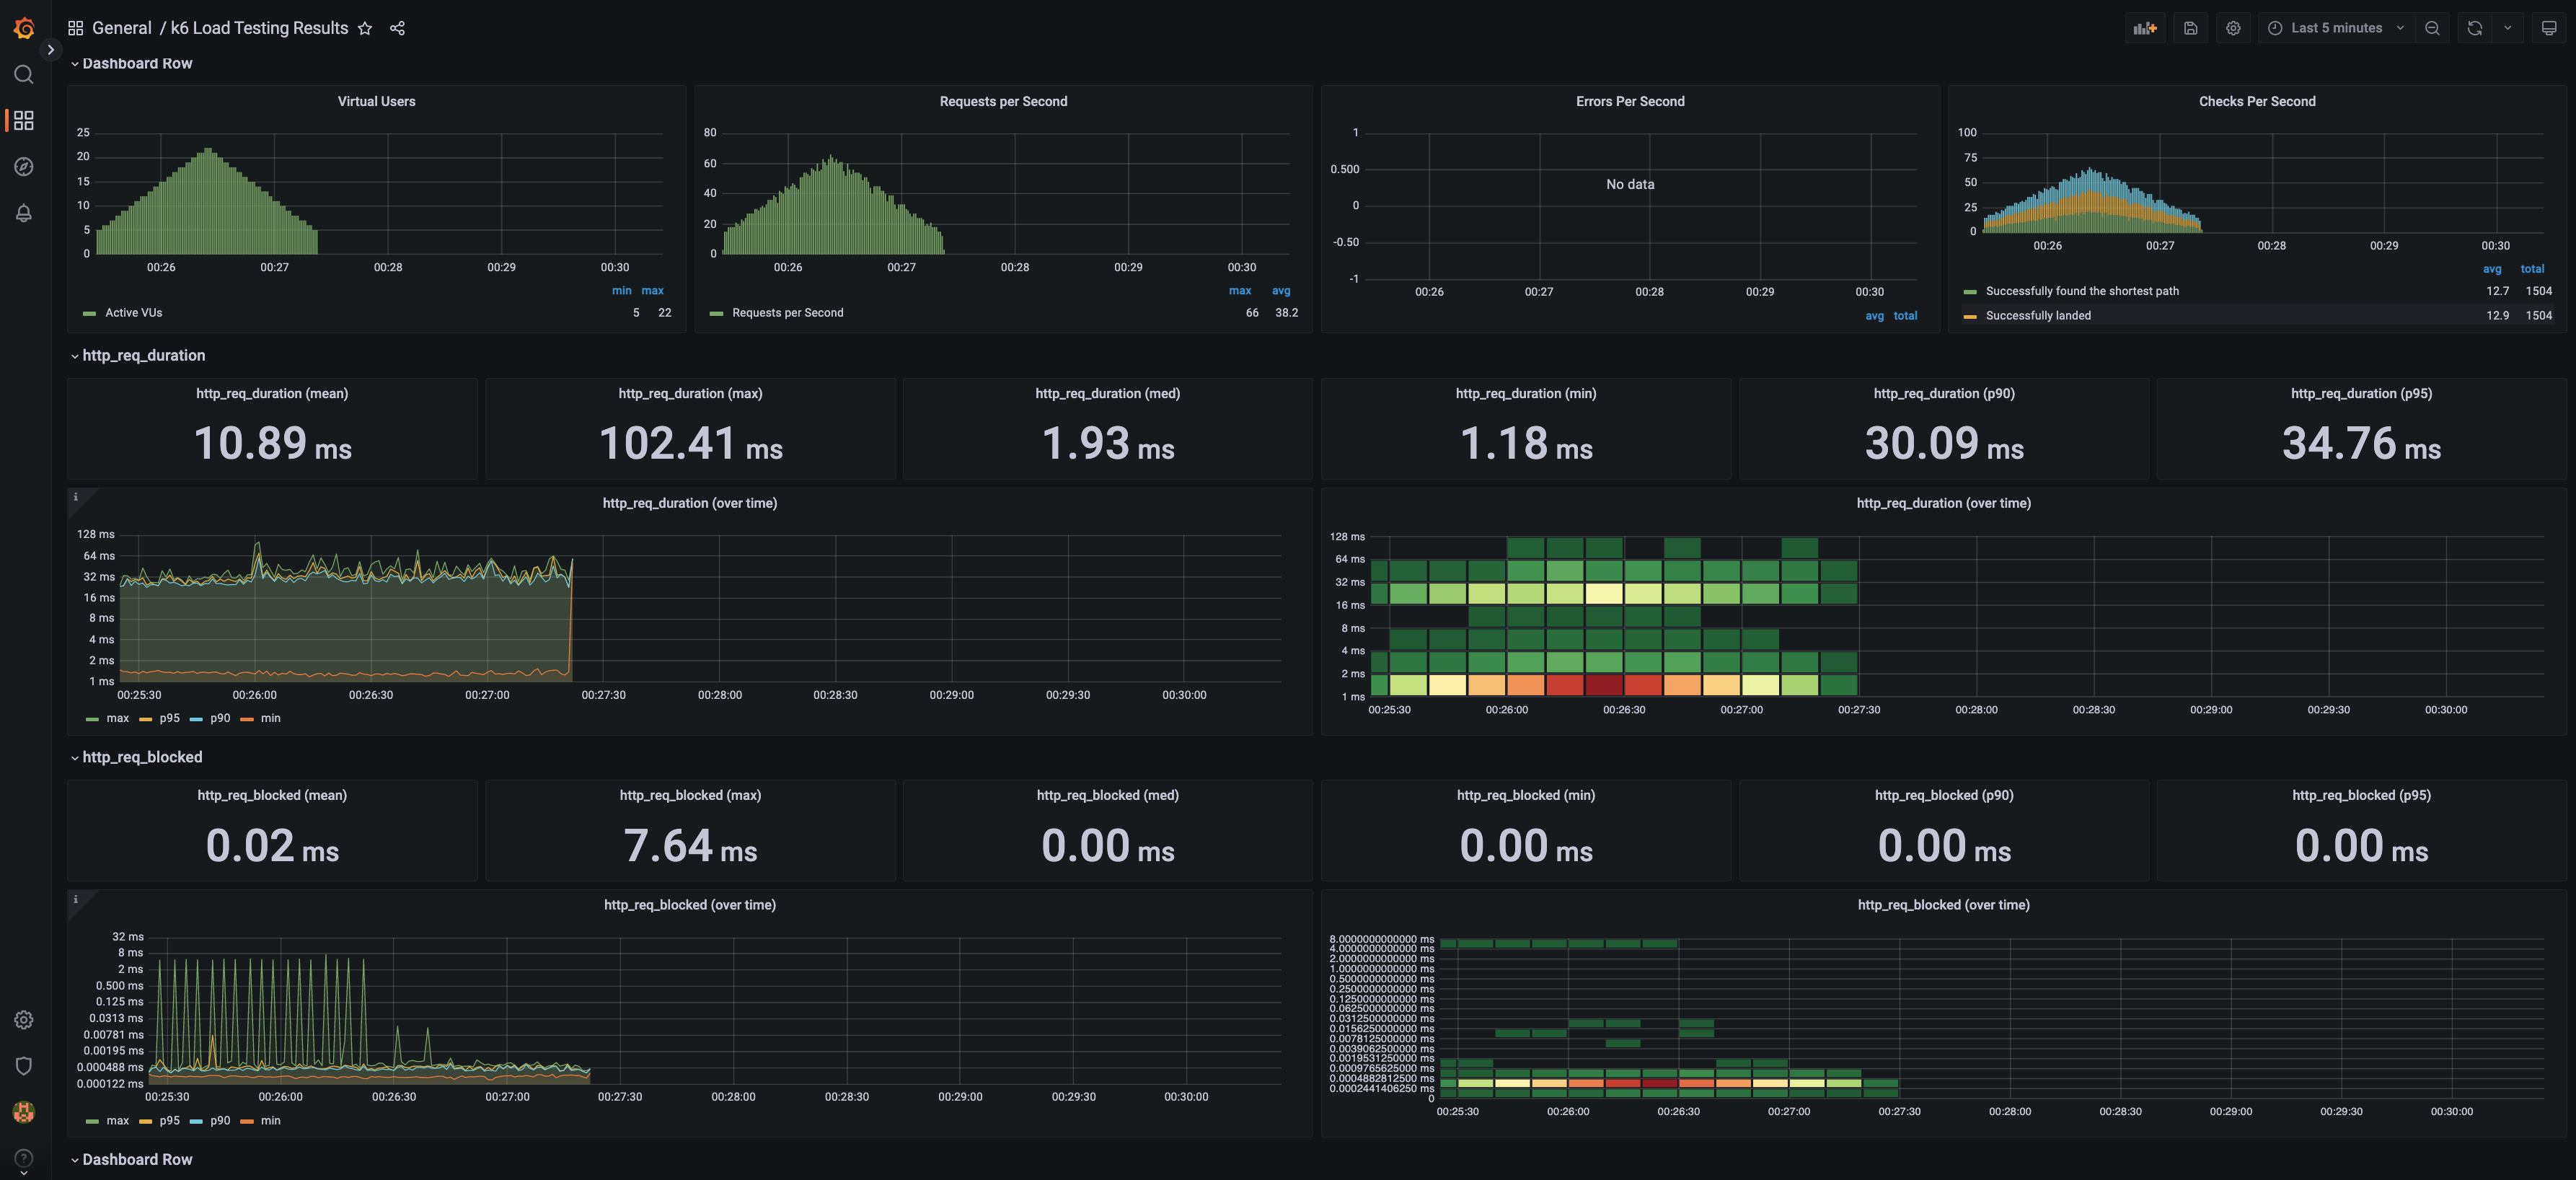 General / k6 Load Testing Results
Last 5 minutes
Dashboard Row
Virtual Users
25
20
15
10
5
0
00:26 00:27 00:28 00:29 00:30
min max
Active VUs 5 22
Requests per Second
80
60
40
20
0
00:26 00:27 00:28 00:29 00:30
max avg
Requests per Second 66 38.2
Errors Per Second
1
0.500
0
-0.50
-1
No data
00:26 00:27 00:28 00:29 00:30
avg total
Checks Per Second
100
75
50
25
0
00:26 00:27 00:28 00:29 00:30
avg total
Successfully found the shortest path 12.7 1504
Successfully landed 12.9 1504
http_req_duration
http_req_duration (mean)
10.89 ms
http_req_duration (max)
102.41 ms
http_req_duration (med)
1.93 ms
http_req_duration (min)
1.18 ms
http_req_duration (p90)
30.09 ms
http_req_duration (p95)
34.76 ms
i
http_req_duration (over time)
128 ms
64 ms
32 ms
16 ms
8 ms
4 ms
2 ms
1 ms
00:25:30 00:26:00 00:26:30 00:27:00 00:27:30 00:28:00 00:28:30 00:29:00 00:29:30 00:30:00
max p95 p90 min
http_req_duration (over time)
128 ms
64 ms
32 ms
16 ms
8 ms
4 ms
2 ms
1 ms
00:25:30 00:26:00 00:26:30 00:27:00 00:27:30 00:28:00 00:28:30 00:29:00 00:29:30 00:30:00
http_req_blocked
http_req_blocked (mean)
0.02 ms
http_req_blocked (max)
7.64 ms
http_req_blocked (med)
0.00 ms
http_req_blocked (min)
0.00 ms
http_req_blocked (p90)
0.00 ms
http_req_blocked (p95)
0.00 ms
i
http_req_blocked (over time)
32 ms
8 ms
2 ms
0.500 ms
0.125 ms
0.0313 ms
0.00781 ms
0.00195 ms
0.000488 ms
0.000122 ms
00:25:30 00:26:00 00:26:30 00:27:00 00:27:30 00:28:00 00:28:30 00:29:00 00:29:30 00:30:00
max p95 p90 min
http_req_blocked (over time)
8.0000000000000 ms
4.0000000000000 ms
2.0000000000000 ms
1.0000000000000 ms
0.5000000000000 ms
0.2500000000000 ms
0.1250000000000 ms
0.0625000000000 ms
0.0312500000000 ms
0.0156250000000 ms
0.0078125000000 ms
0.0039062500000 ms
0.0019531250000 ms
0.0009765625000 ms
0.0004882812500 ms
0.0002441406250 ms
0
00:25:30 00:26:00 00:26:30 00:27:00 00:27:30 00:28:00 00:28:30 00:29:00 00:29:30 00:30:00
Dashboard Row